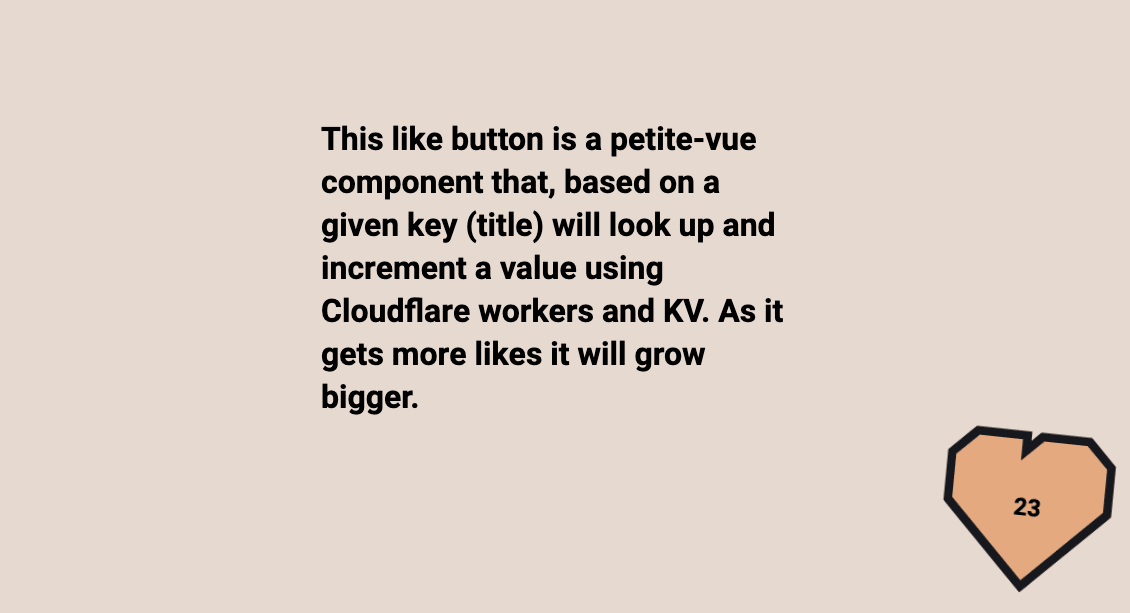 This like button is a petite-vue
component that, based on a
given key (title) will look up and
increment a value using
Cloudflare workers and KV. As it
gets more likes it will grow
bigger.
23